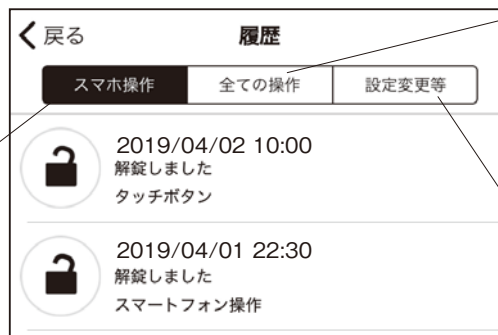 戻る
履歴
スマホ操作
全ての操作
設定変更等
2019/04/02 10:00
解錠しました
タッチボタン
2019/04/01 22:30
解錠しました
スマートフォン操作